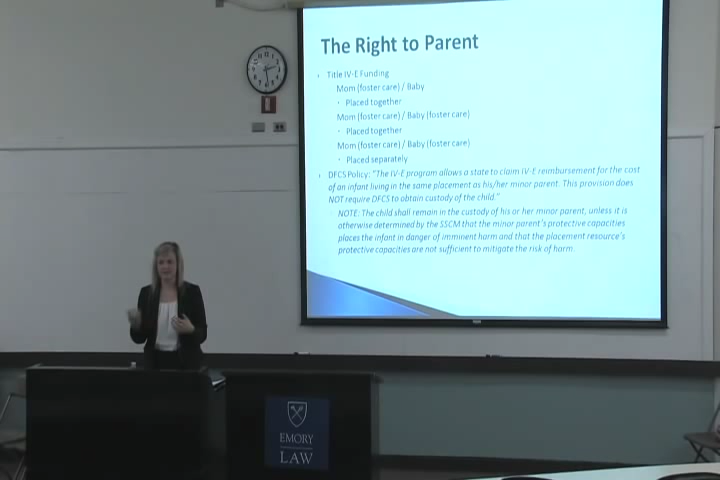 The Right to Parent
Title IV-E Funding
Mom (foster care) / Baby
Placed together
Mom (foster care) / Baby (foster care)
Placed together
Mom (foster care) / Baby (foster care)
Placed separately
DFCS Policy: "The IV-E program allows a state to claim IV-E reimbursement for the cost
of an infant living in the same placement as his/her minor parent. This provision does
NOT require DFCS to obtain custody of the child."
NOTE: The child shall remain in the custody of his or her minor parent, unless it is
otherwise determined by the SSCM that the minor parent's protective capacities
places the infant in danger of imminent harm and that the placement resource's
protective capacities are not sufficient to mitigate the risk of harm.
EMORY
LAW